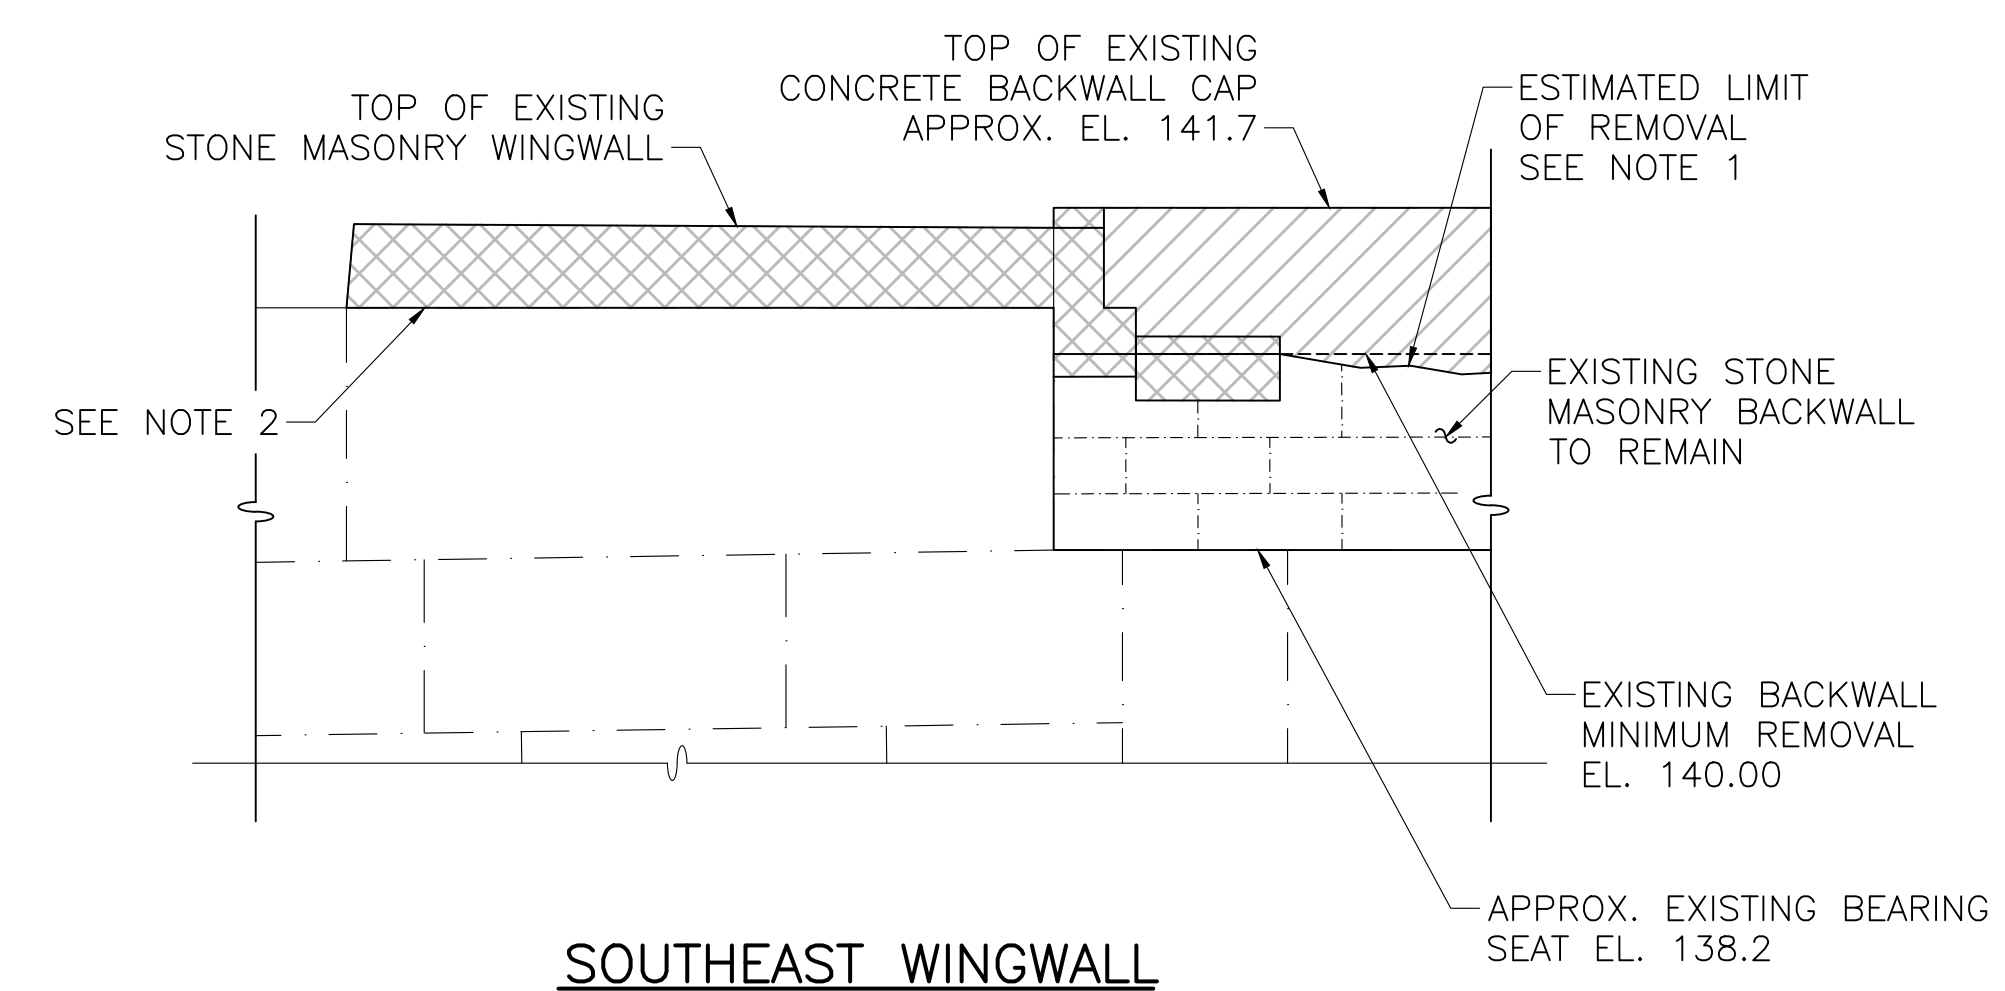 TOP OF EXISTING
CONCRETE BACKWALL CAP
APPROX. EL. 141.7
TOP OF EXISTING
STONE MASONRY WINGWALL
ESTIMATED LIMIT
OF REMOVAL
SEE NOTE 1
SEE NOTE 2
EXISTING STONE
MASONRY BACKWALL
TO REMAIN
EXISTING BACKWALL
MINIMUM REMOVAL
EL. 140.00
APPROX. EXISTING BEARING
SEAT EL. 138.2
SOUTHEAST WINGWALL